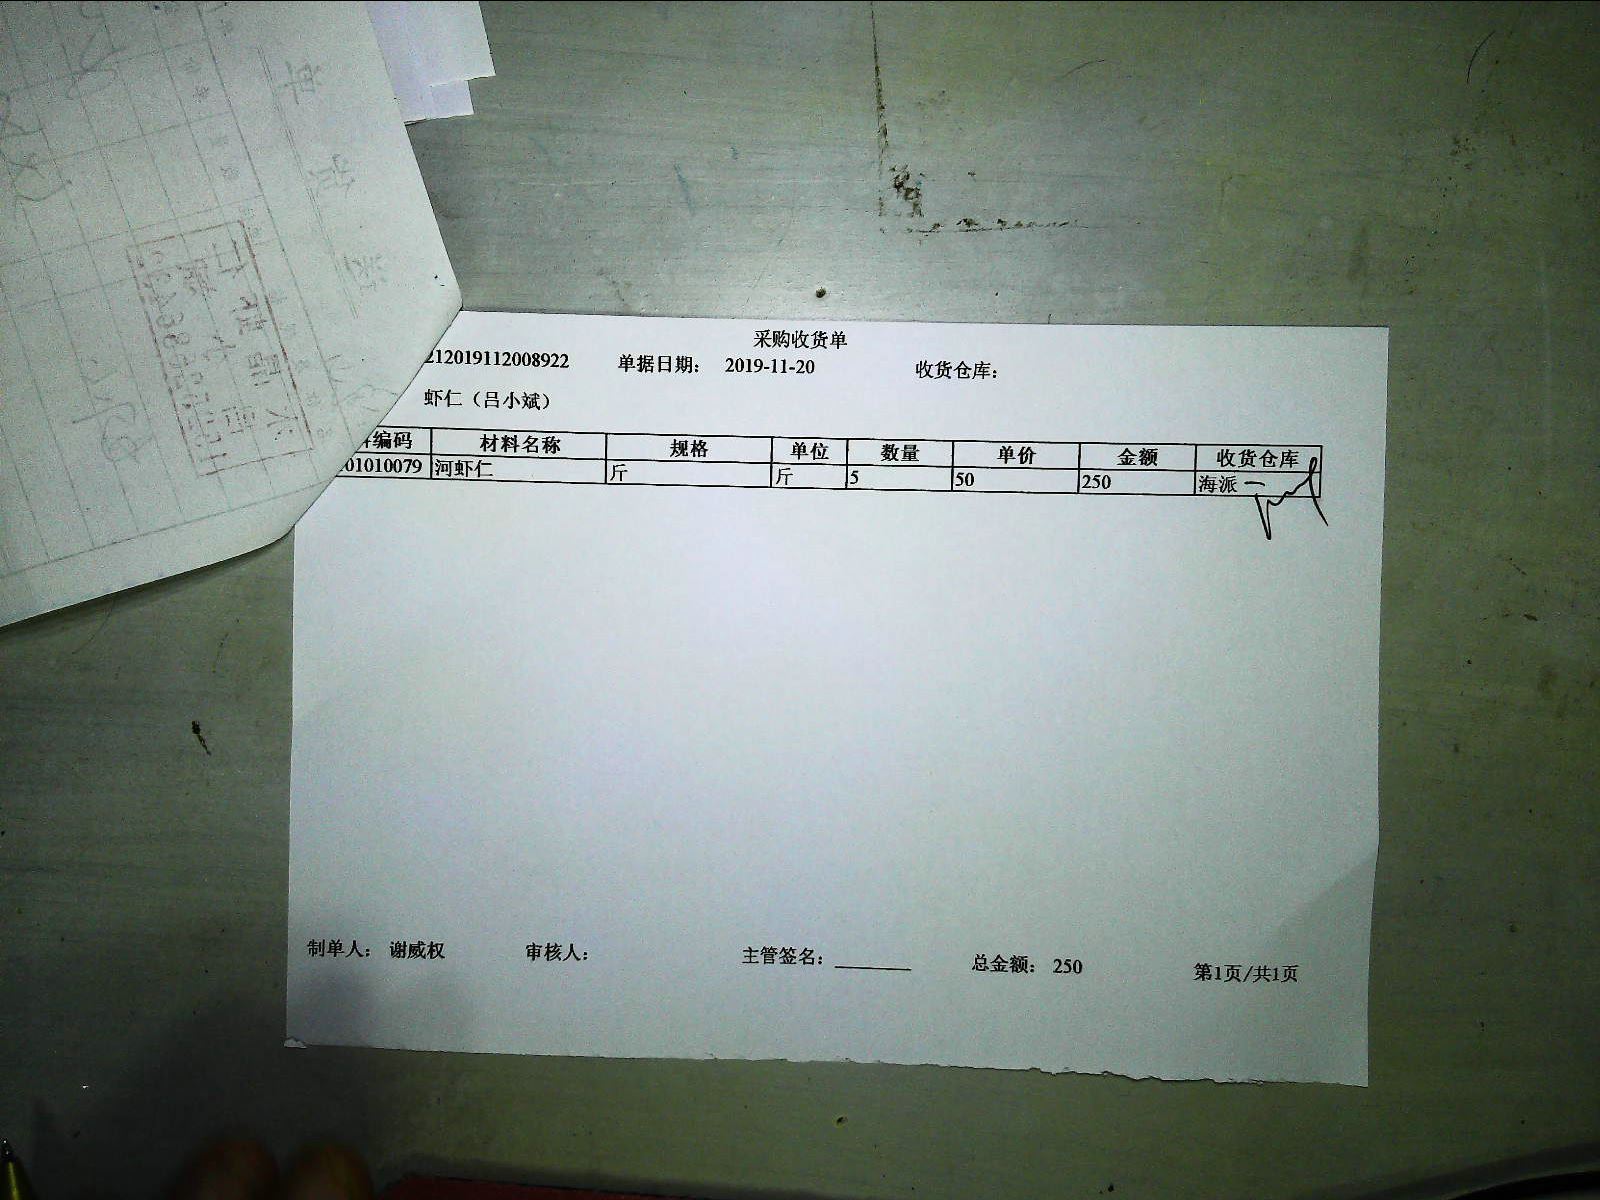 采购收货单
212019112008922 单据日期： 2019-11-20 收货仓库：
虾仁（吕小斌）
编码 材料名称 规格 单位 数量 单价 金额 收货仓库
01010079 河虾仁 斤 斤 5 50 250 海派一
制单人： 谢威权 审核人： 主管签名： 总金额： 250 第1页/共1页